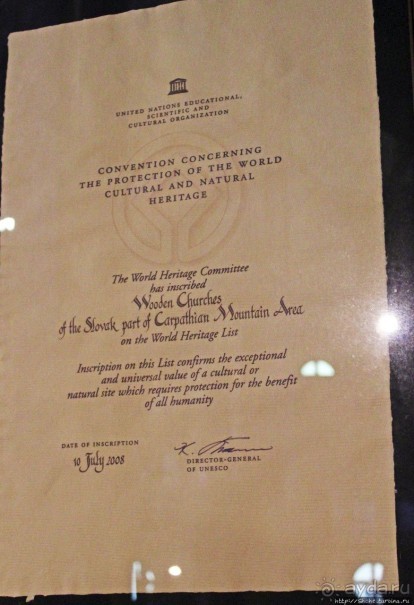 UNITED NATIONS EDUCATIONAL,
SCIENTIFIC AND
CULTURAL ORGANIZATION
CONVENTION CONCERNING
THE PROTECTION OF THE WORLD
CULTURAL AND NATURAL
HERITAGE
The World Heritage Committee
has inscribed
Wooden Churches
of the Slovak part of Carpathian Mountain Area
on the World Heritage List
Inscription on this List confirms the exceptional
and universal value of a cultural or
natural site which requires protection for the benefit
of all humanity
DATE OF INSCRIPTION
10 July 2008
DIRECTOR-GENERAL
OF UNESCO